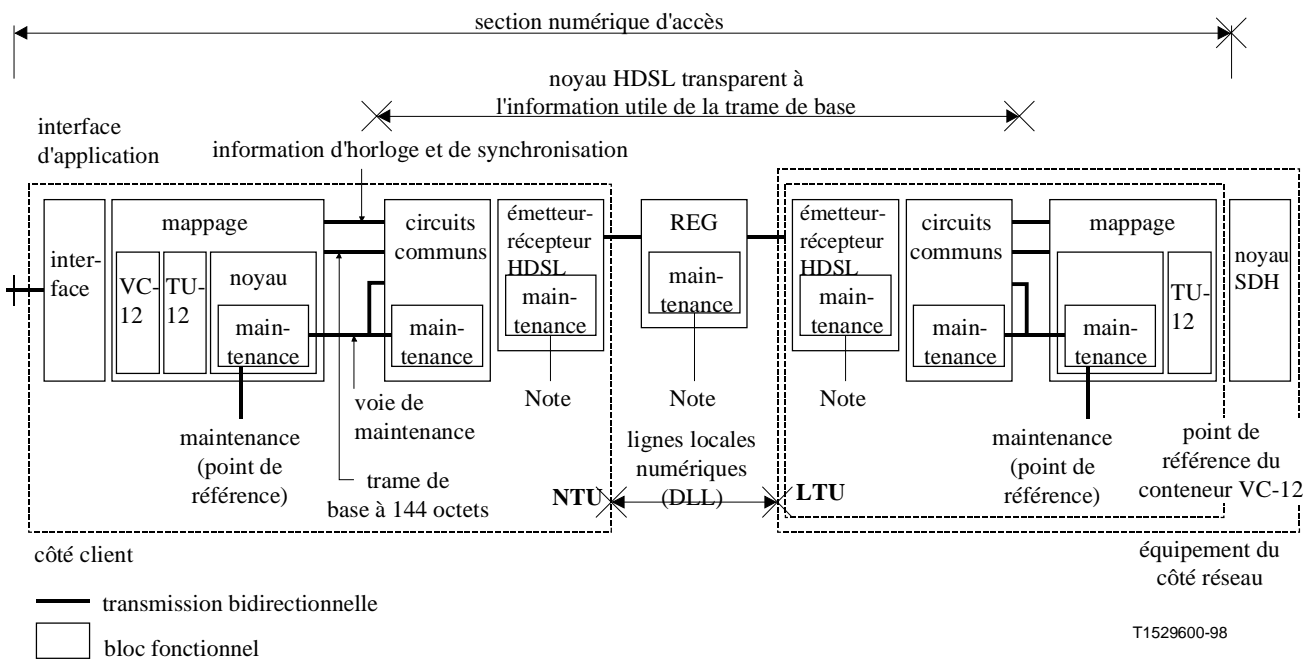 section numérique d'accès
noyau HDSL transparent à
l'information utile de la trame de base
interface
d'application
information d'horloge et de synchronisation
inter-
face
mappage
VC-
12
TU-
12
noyau
main-
tenance
circuits
communs
main-
tenance
émetteur-
récepteur
HDSL
main-
tenance
REG
main-
tenance
émetteur-
récepteur
HDSL
main-
tenance
circuits
communs
main-
tenance
mappage
main-
tenance
TU-
12
noyau
SDH
Note
Note
Note
voie de
maintenance
maintenance
(point de
référence)
trame de
base à 144 octets
lignes locales
numériques
(DLL)
NTU
LTU
maintenance
(point de
référence)
point de
référence du
conteneur VC-12
côté client
équipement du
côté réseau
transmission bidirectionnelle
bloc fonctionnel
T1529600-98